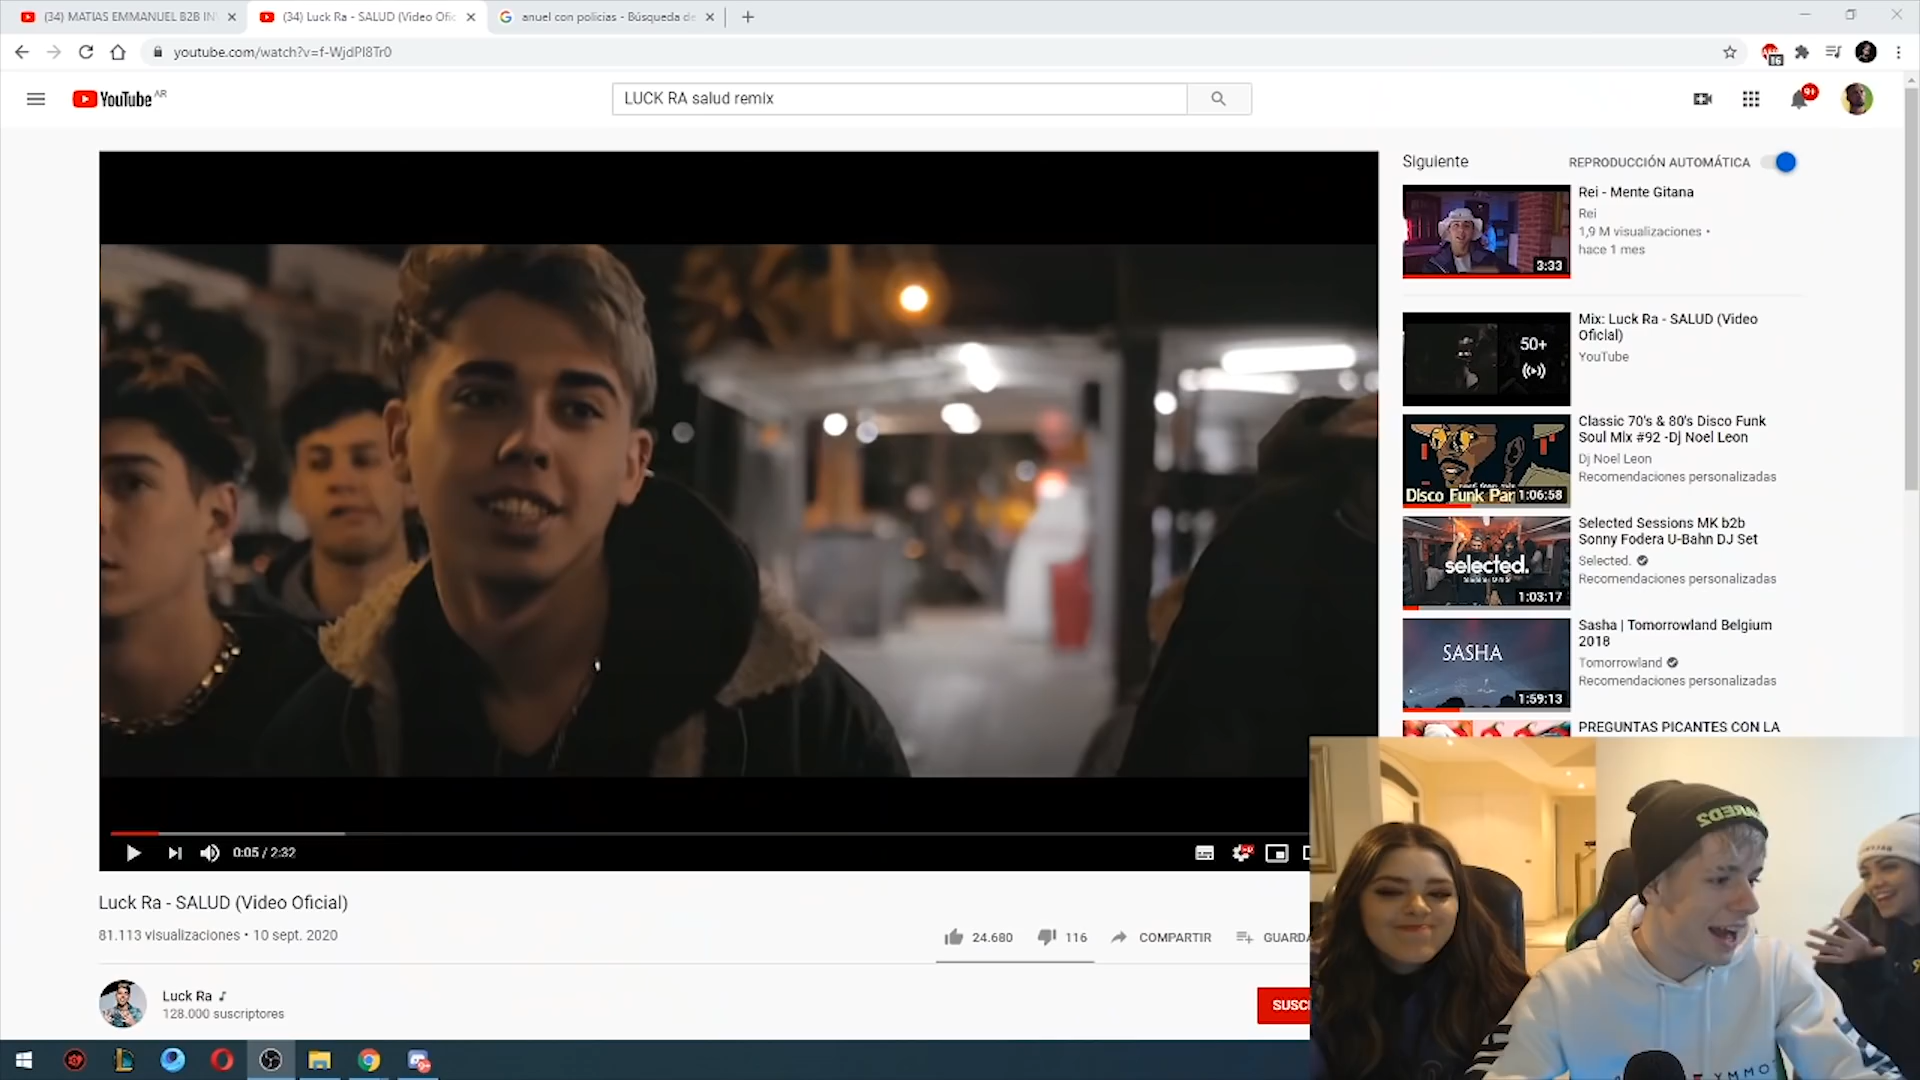 (34) MATIAS EMMANUEL B2B IN
(34) Luck Ra - SALUD (Video Ofic
anuel con policias - Búsqueda de
youtube.com/watch?v=f-WjdPI8Tr0
16
YouTube AR
LUCK RA salud remix
9+
Siguiente
REPRODUCCIÓN AUTOMÁTICA
Rei - Mente Gitana
Rei
1,9 M visualizaciones •
hace 1 mes
3:33
Mix: Luck Ra - SALUD (Video
Oficial)
YouTube
50+
Classic 70's & 80's Disco Funk
Soul Mix #92 -Dj Noel Leon
Dj Noel Leon
Recomendaciones personalizadas
Disco Funk Par
1:06:58
Selected Sessions MK b2b
Sonny Fodera U-Bahn DJ Set
Selected.
Recomendaciones personalizadas
selected.
1:03:17
Sasha | Tomorrowland Belgium
2018
Tomorrowland
Recomendaciones personalizadas
SASHA
1:59:13
PREGUNTAS PICANTES CON LA
0:05 / 2:32
HD
Luck Ra - SALUD (Video Oficial)
81.113 visualizaciones • 10 sept. 2020
24.680
116
COMPARTIR
GUARDA
Luck Ra ♪
128.000 suscriptores
SUSC
YMMO